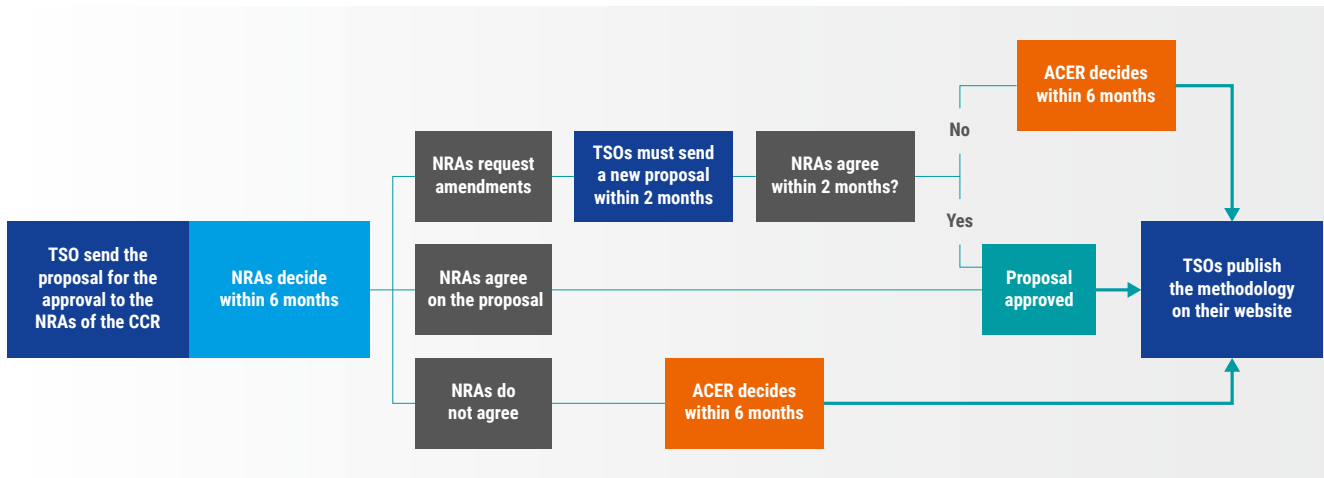 TSO send the
proposal for the
approval to the
NRAs of the CCR
NRAs decide
within 6 months
NRAs request
amendments
TSOs must send
a new proposal
within 2 months
NRAs agree
within 2 months?
No
Yes
ACER decides
within 6 months
NRAs agree
on the proposal
Proposal
approved
TSOs publish
the methodology
on their website
NRAs do
not agree
ACER decides
within 6 months